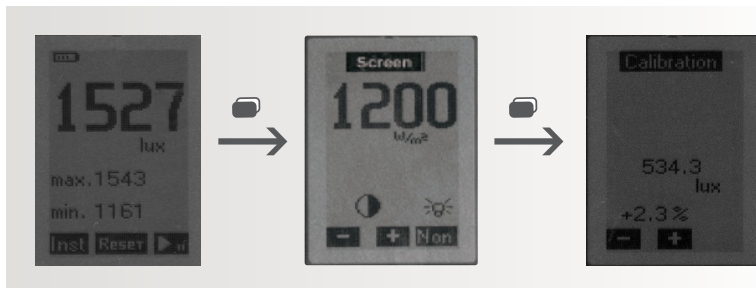 1527
lux
max.1543
min. 1161
Inst RESET
Screen
1200
W/m²
- + Non
Calibration
534.3
lux
+2.3%
- +